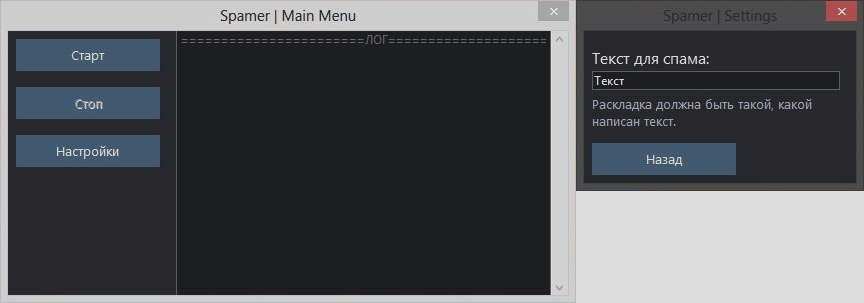 Spamer | Main Menu
Старт
Стоп
Настройки
=======================ЛОГ====================
Spamer | Settings
Текст для спама:
Текст
Раскладка должна быть такой, какой
написан текст.
Назад